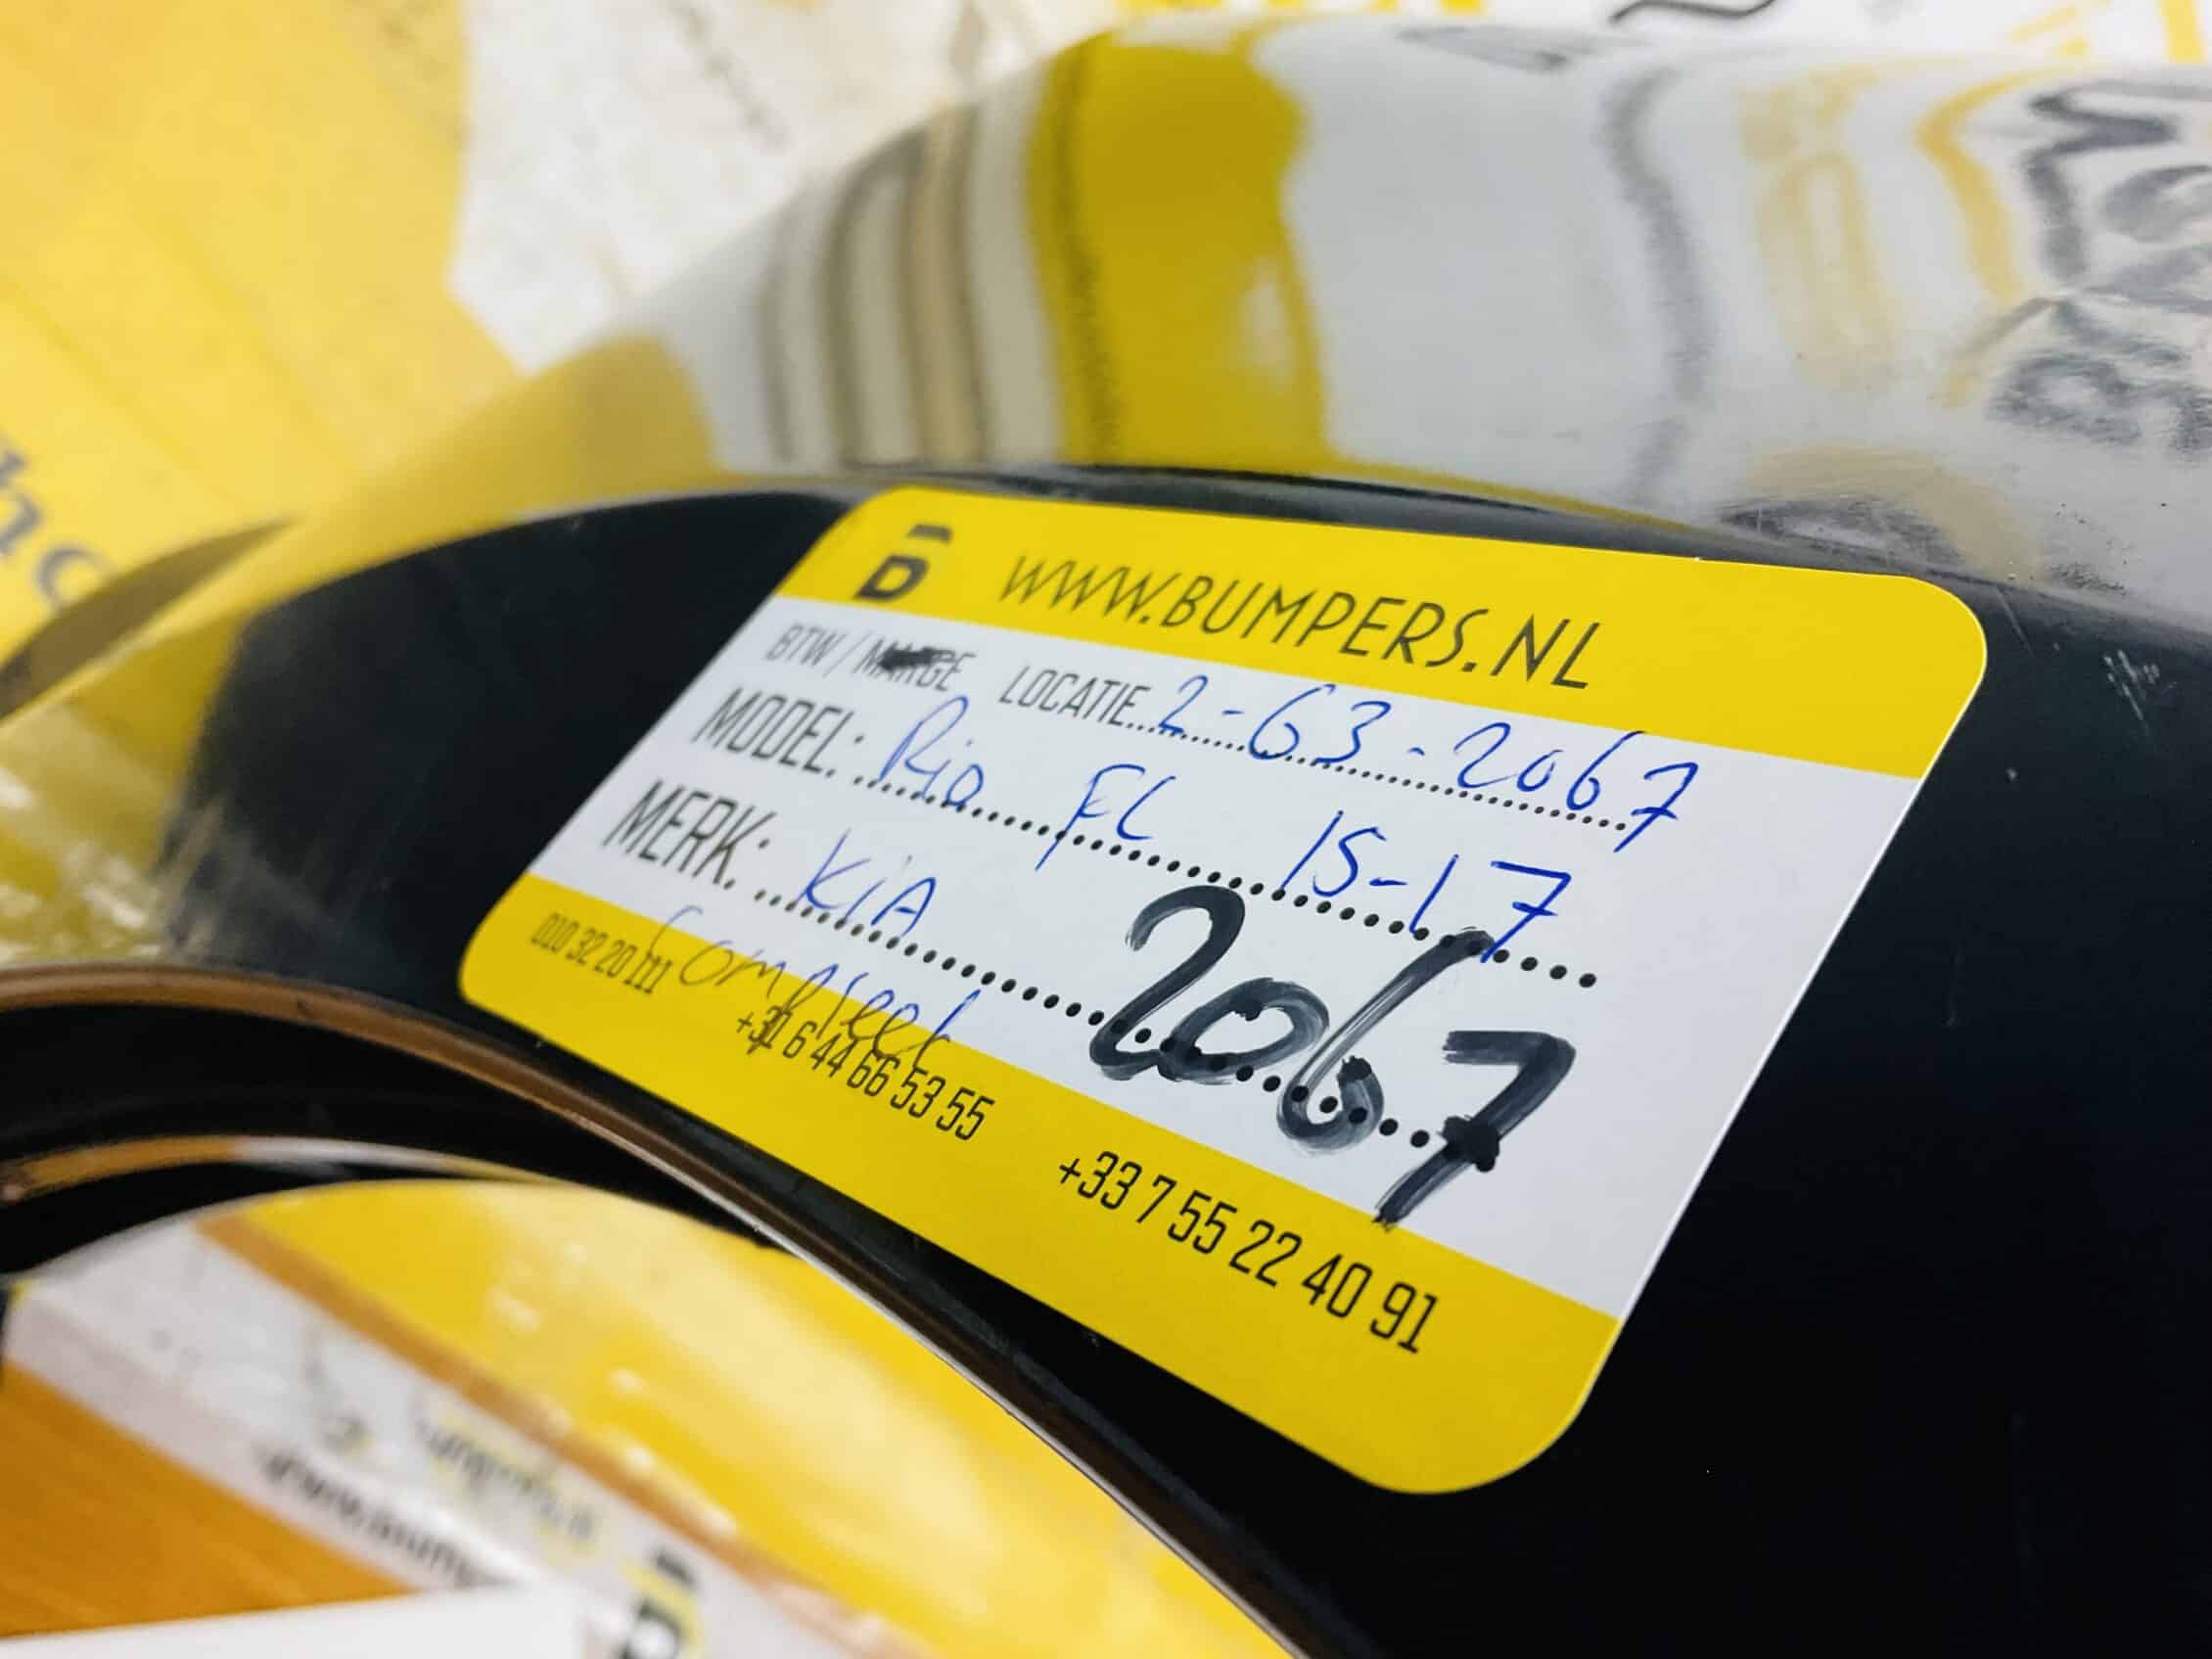 B WWW.BUMPERS.NL
BTW / MARGE LOCATIE 2-63-2067
MODEL: Rio FL 15-17
MERK: KiA
2067
Compleet
010 32 20 111 +31 6 44 66 53 55 +33 7 55 22 40 91